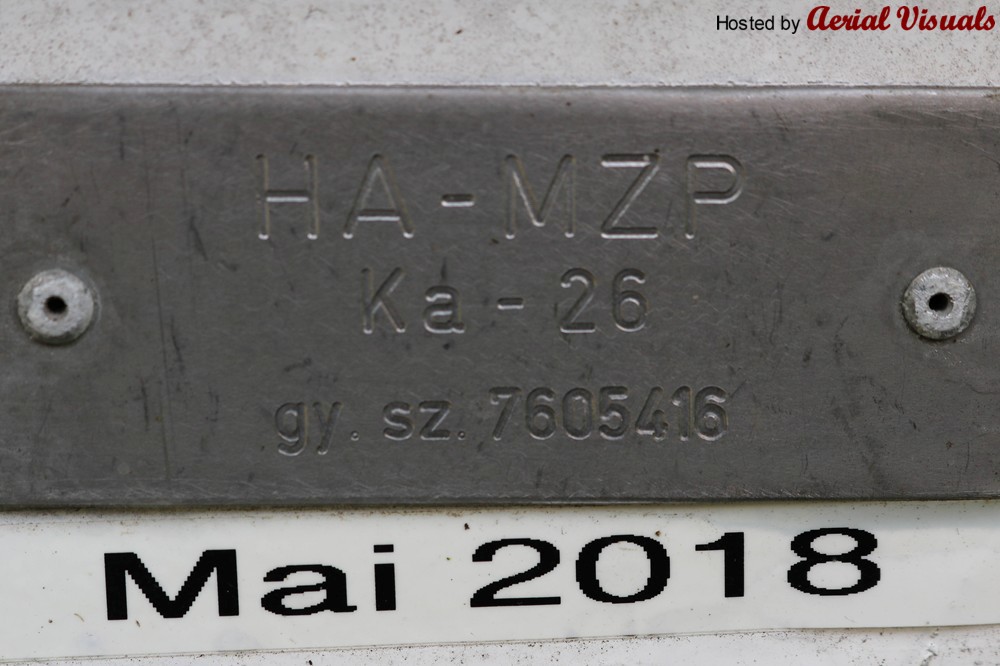 Hosted by Aerial Visuals
HA-MZP
Ka-26
gy. sz. 7605416
Mai 2018